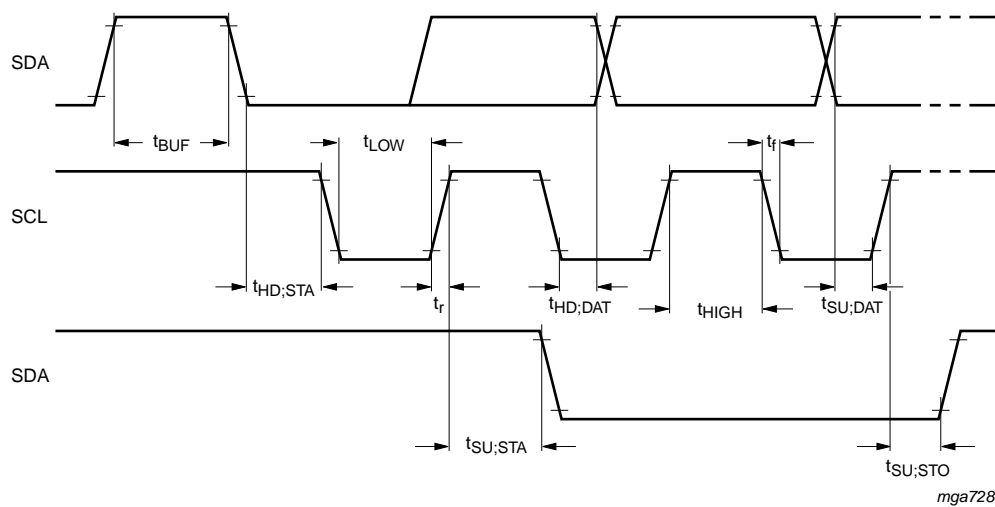 SDA
tBUF
tLOW
tf
SCL
tHD;STA
tr
tHD;DAT
tHIGH
tSU;DAT
SDA
tSU;STA
tSU;STO
mga728